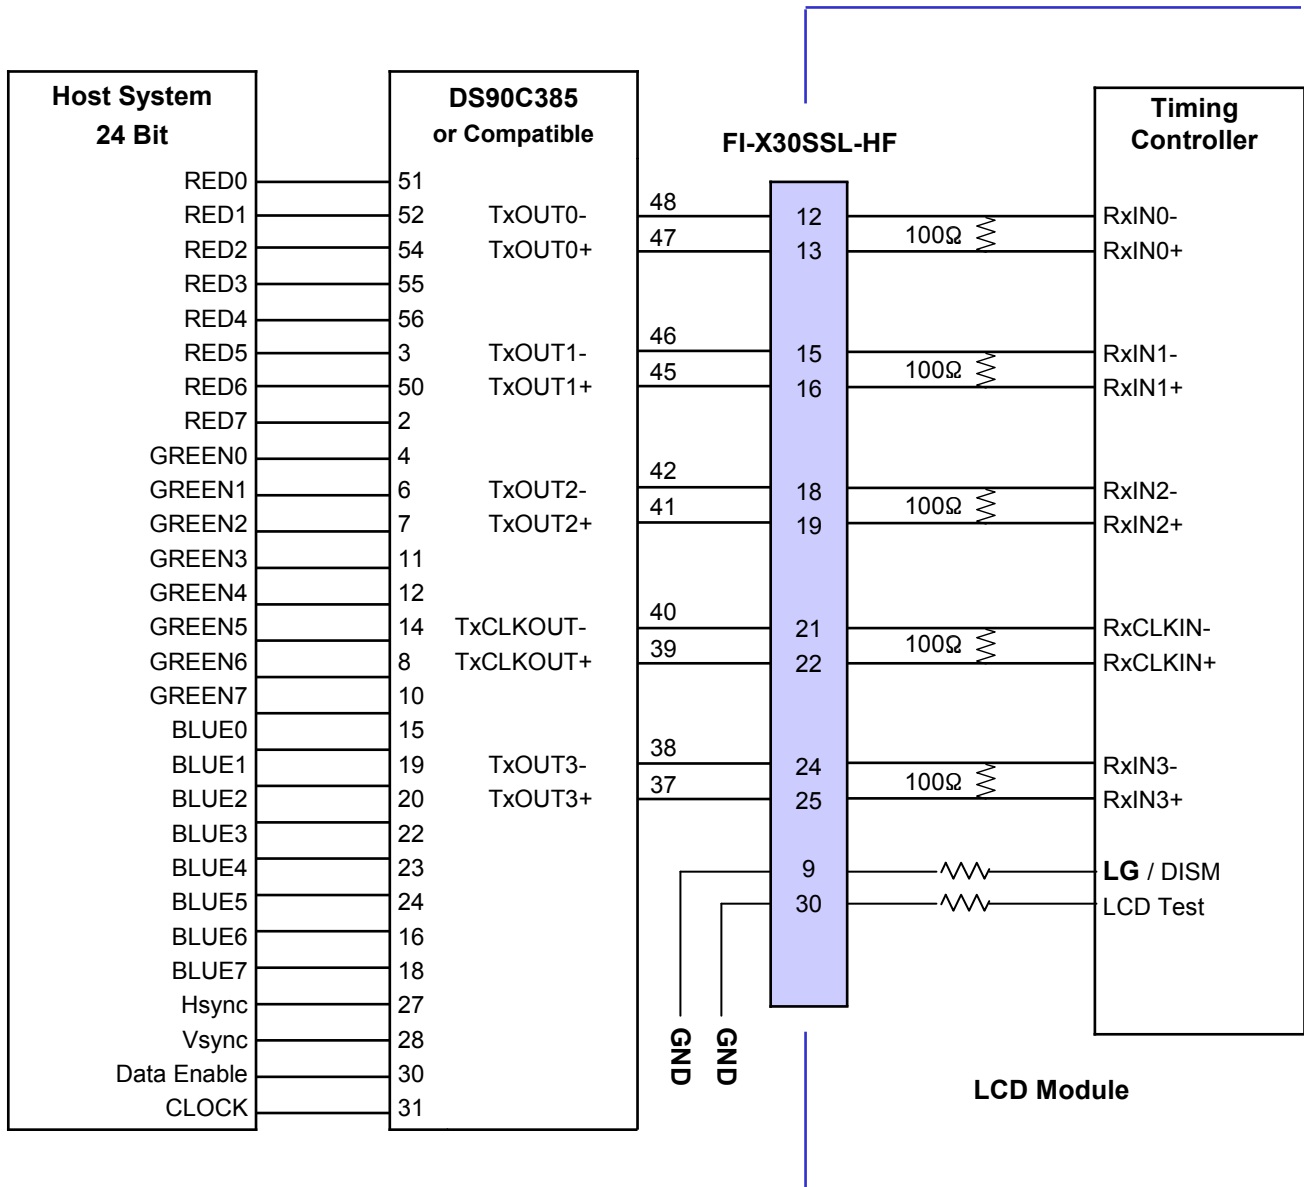 Host System
24 Bit
RED0
RED1
RED2
RED3
RED4
RED5
RED6
RED7
GREEN0
GREEN1
GREEN2
GREEN3
GREEN4
GREEN5
GREEN6
GREEN7
BLUE0
BLUE1
BLUE2
BLUE3
BLUE4
BLUE5
BLUE6
BLUE7
Hsync
Vsync
Data Enable
CLOCK
DS90C385
or Compatible
51
52
54
55
56
3
50
2
4
6
7
11
12
14
8
10
15
19
20
22
23
24
16
18
27
28
30
31
TxOUT0-
TxOUT0+
TxOUT1-
TxOUT1+
TxOUT2-
TxOUT2+
TxCLKOUT-
TxCLKOUT+
TxOUT3-
TxOUT3+
48
47
46
45
42
41
40
39
38
37
GND
GND
FI-X30SSL-HF
12
13
15
16
18
19
21
22
24
25
9
30
100Ω
100Ω
100Ω
100Ω
100Ω
Timing
Controller
RxIN0-
RxIN0+
RxIN1-
RxIN1+
RxIN2-
RxIN2+
RxCLKIN-
RxCLKIN+
RxIN3-
RxIN3+
LG / DISM
LCD Test
LCD Module